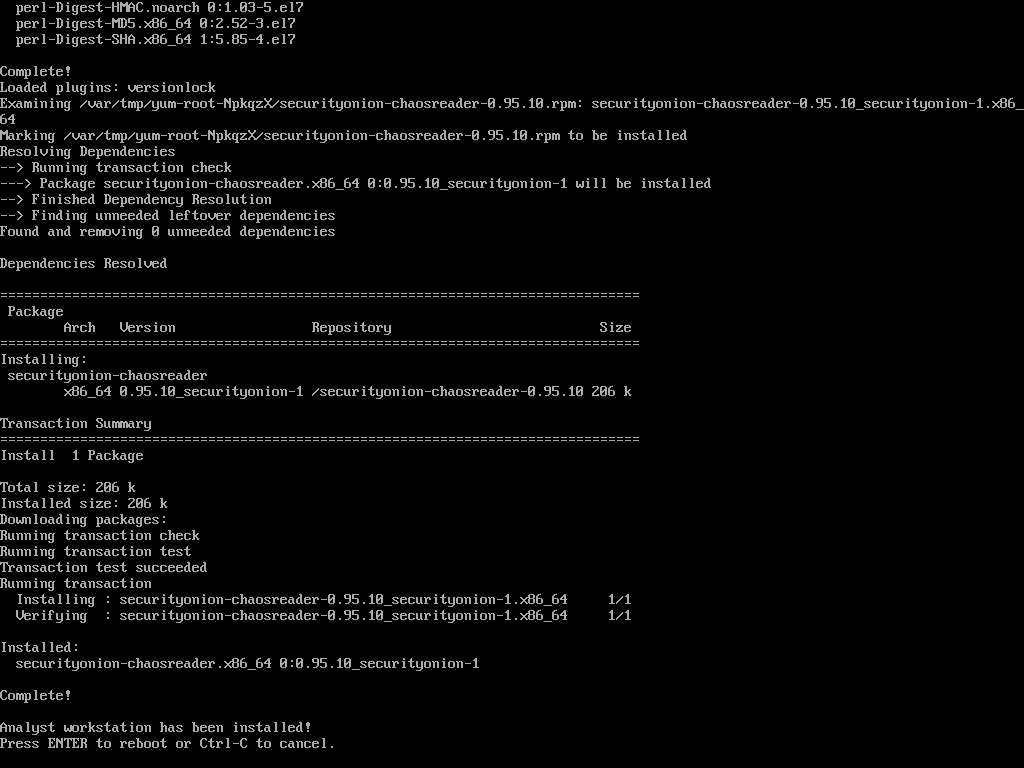 perl-Digest-HMAC.noarch 0:1.03-5.el7
perl-Digest-MD5.x86_64 0:2.52-3.el7
perl-Digest-SHA.x86_64 1:5.85-4.el7
Complete!
Loaded plugins: versionlock
Examining /var/tmp/yum-root-NpkqzX/securityonion-chaosreader-0.95.10.rpm: securityonion-chaosreader-0.95.10_securityonion-1.x86_
64
Marking /var/tmp/yum-root-NpkqzX/securityonion-chaosreader-0.95.10.rpm to be installed
Resolving Dependencies
--> Running transaction check
---> Package securityonion-chaosreader.x86_64 0:0.95.10_securityonion-1 will be installed
--> Finished Dependency Resolution
--> Finding unneeded leftover dependencies
Found and removing 0 unneeded dependencies
Dependencies Resolved
================================================================================
Package
Arch Version Repository Size
================================================================================
Installing:
securityonion-chaosreader
x86_64 0.95.10_securityonion-1 /securityonion-chaosreader-0.95.10 206 k
Transaction Summary
================================================================================
Install 1 Package
Total size: 206 k
Installed size: 206 k
Downloading packages:
Running transaction check
Running transaction test
Transaction test succeeded
Running transaction
Installing : securityonion-chaosreader-0.95.10_securityonion-1.x86_64 1/1
Verifying : securityonion-chaosreader-0.95.10_securityonion-1.x86_64 1/1
Installed:
securityonion-chaosreader.x86_64 0:0.95.10_securityonion-1
Complete!
Analyst workstation has been installed!
Press ENTER to reboot or Ctrl-C to cancel.